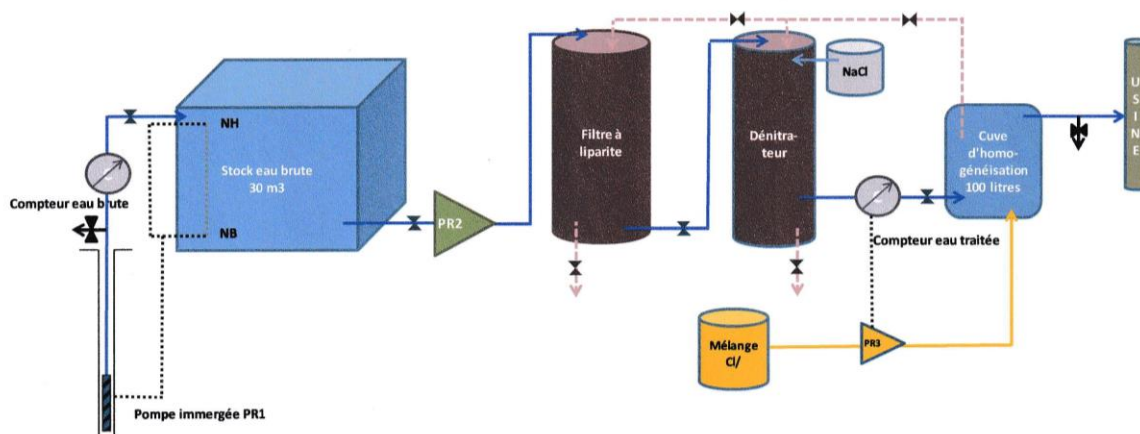 NH
Stock eau brute
30 m3
NB
Compteur eau brute
Pompe immergée PR1
PR2
Filtre à
liparite
Dénitra-
teur
NaCl
Compteur eau traitée
Mélange
Cl/
PR3
Cuve
d'homo-
généisation
100 litres
U
S
I
N
E